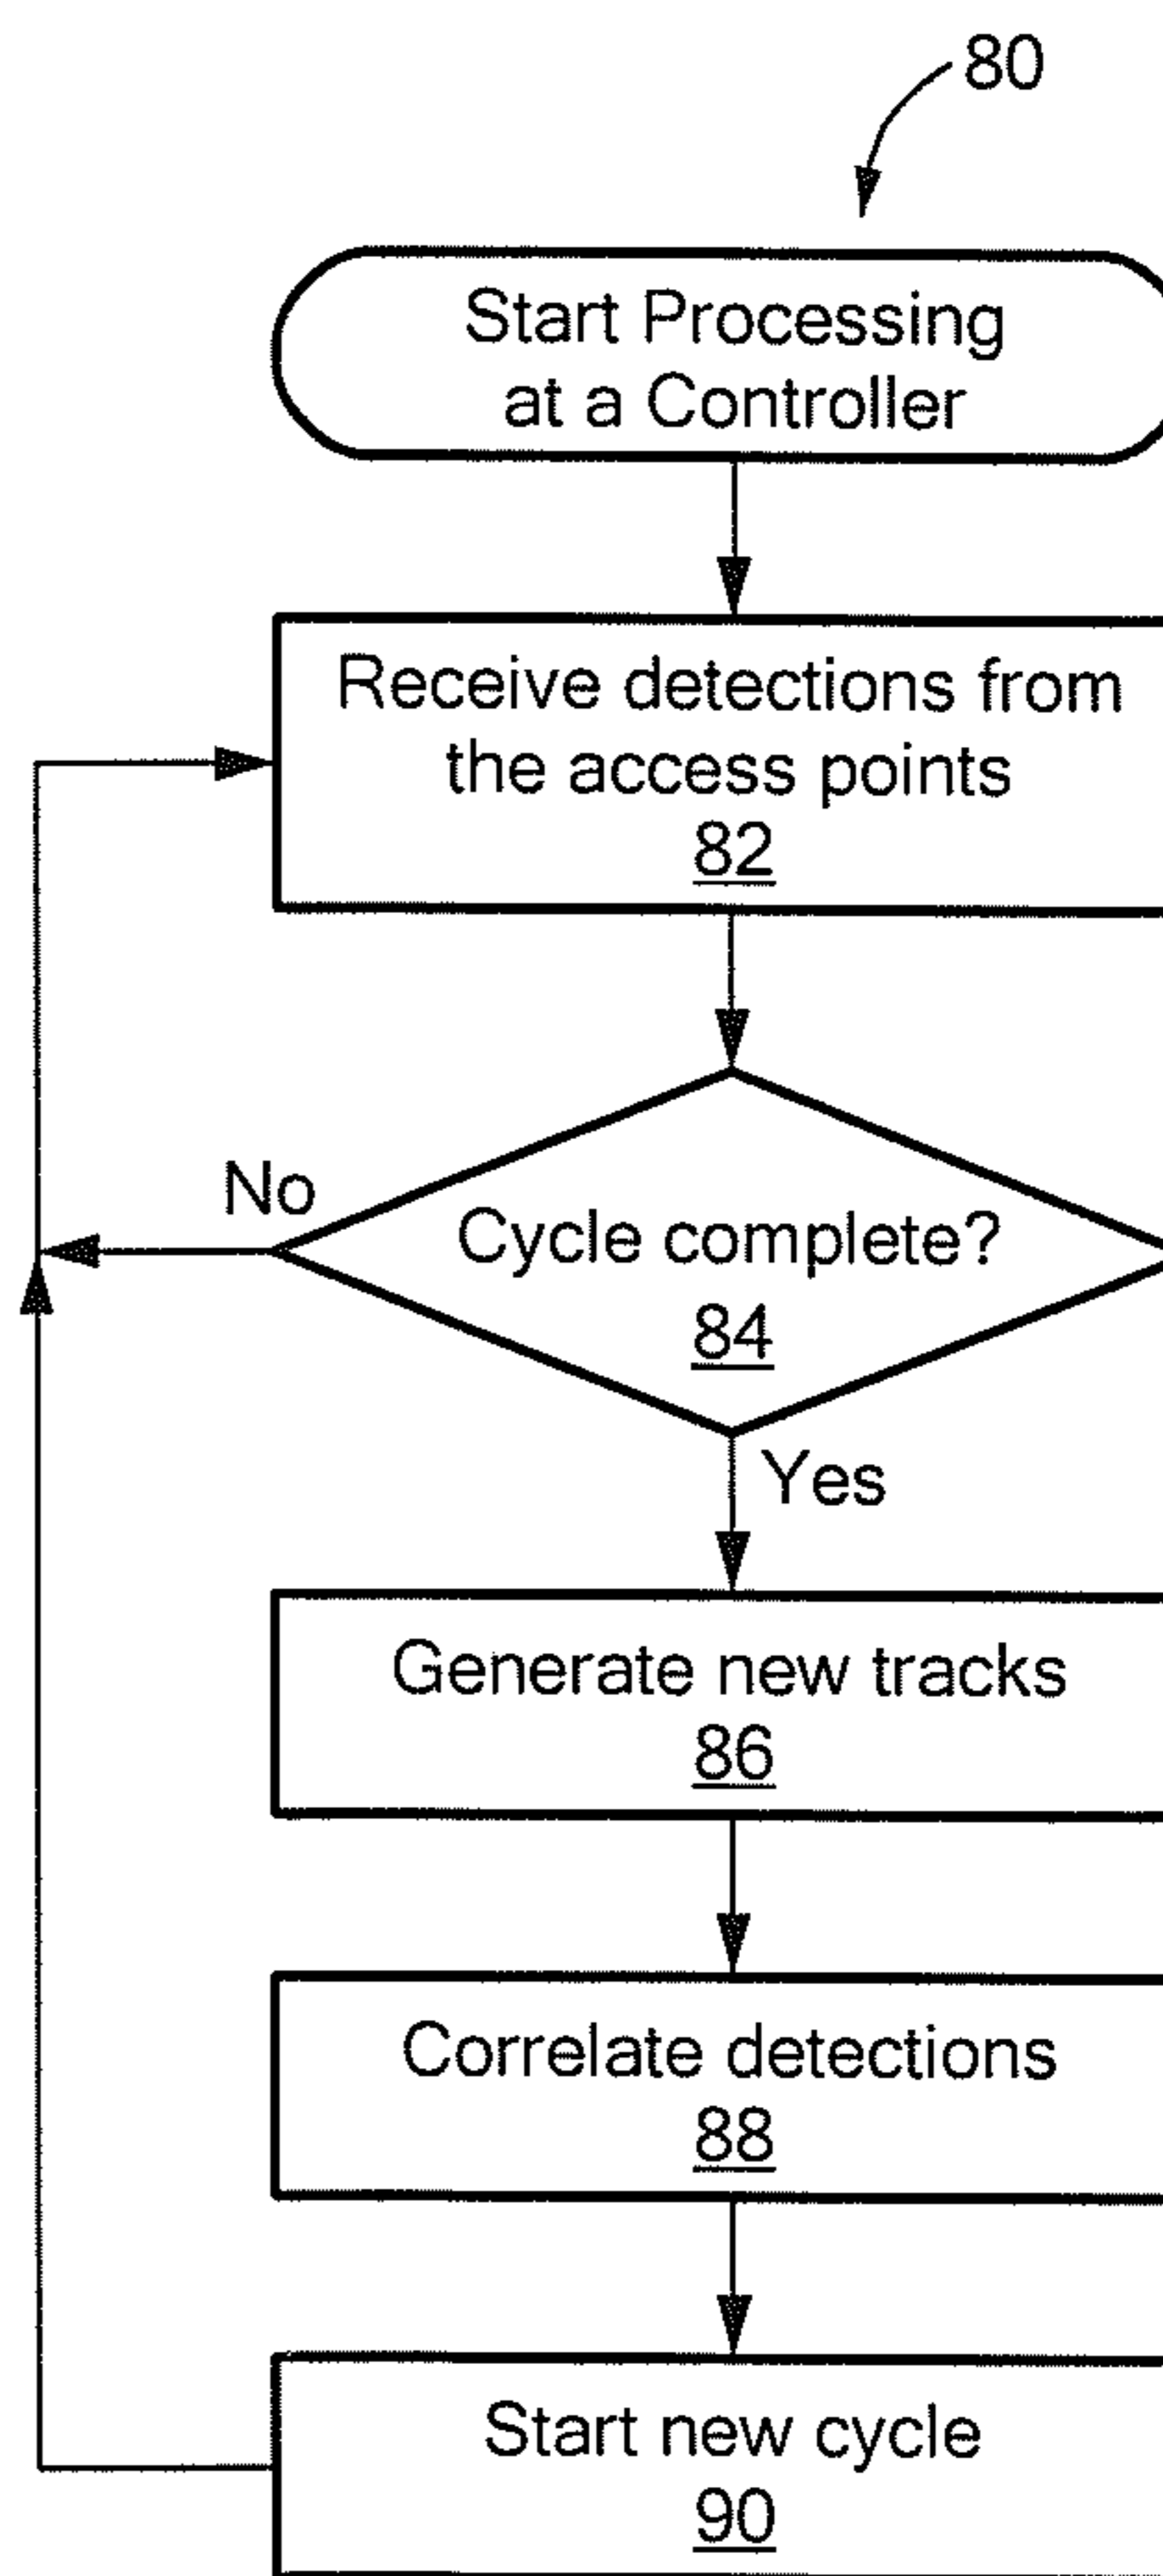 80
Start Processing
at a Controller
Receive detections from
the access points
82
No
Cycle complete?
84
Yes
Generate new tracks
86
Correlate detections
88
Start new cycle
90